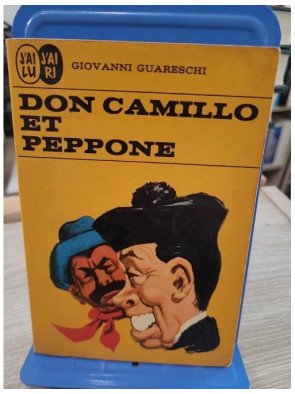 J'AI LU
J'AI RI
GIOVANNI GUARESCHI
DON CAMILLO
ET
PEPPONE